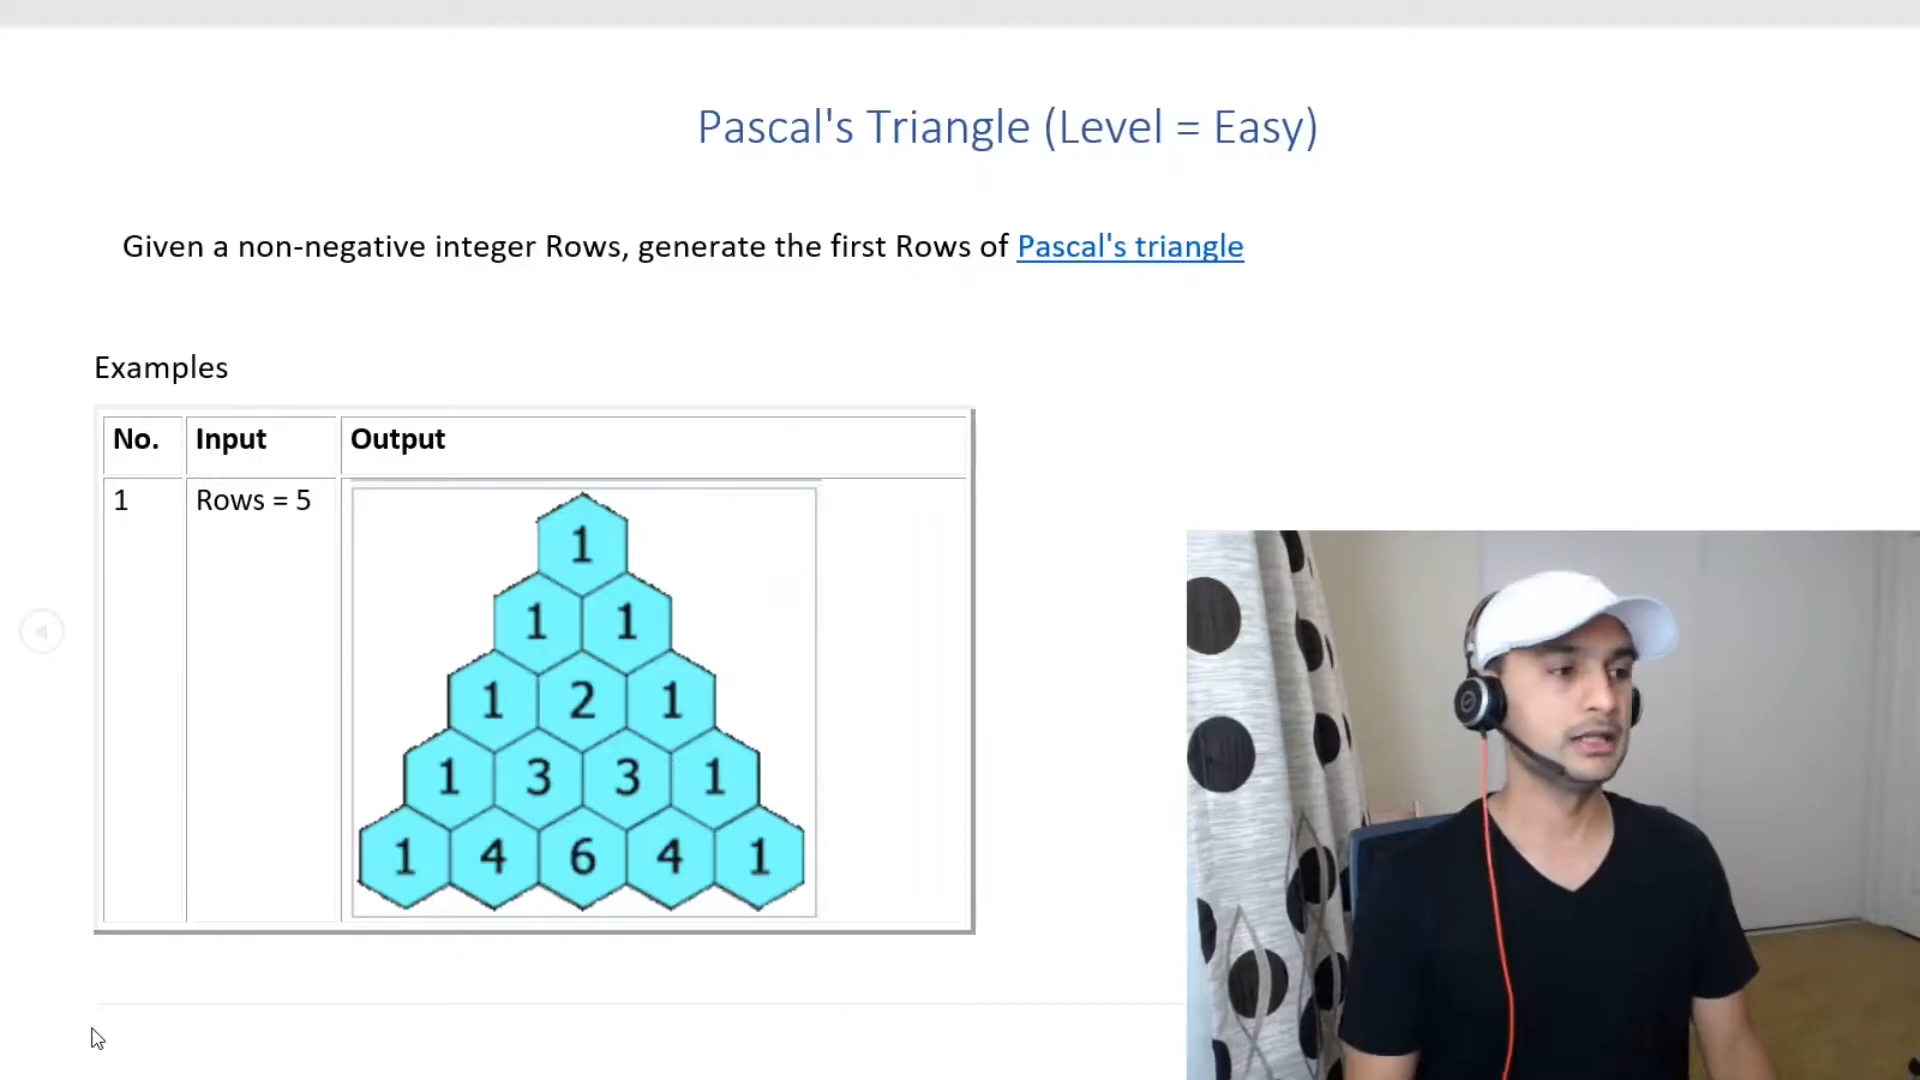 Pascal's Triangle (Level = Easy)
Given a non-negative integer Rows, generate the first Rows of Pascal's triangle
Examples
No. Input Output
1 Rows = 5
1
1 1
1 2 1
1 3 3 1
1 4 6 4 1